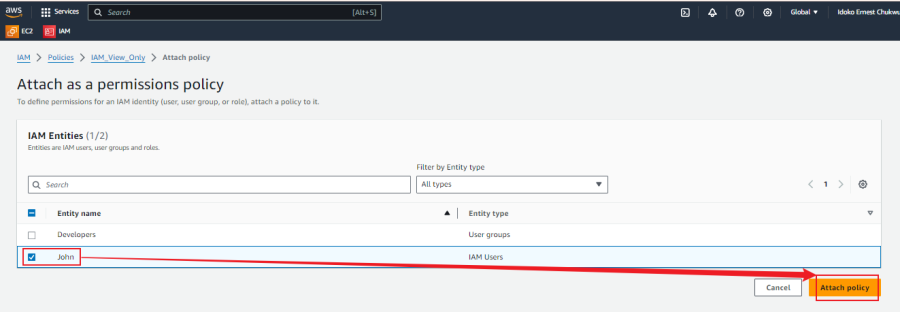 aws Services Search [Alt+S] Global Idoko Ernest Chukwu
EC2 IAM
IAM > Policies > IAM_View_Only > Attach policy
Attach as a permissions policy
To define permissions for an IAM identity (user, user group, or role), attach a policy to it.
IAM Entities (1/2)
Entities are IAM users, user groups and roles.
Filter by Entity type
Search All types 1
Entity name Entity type
Developers User groups
John IAM Users
Cancel Attach policy